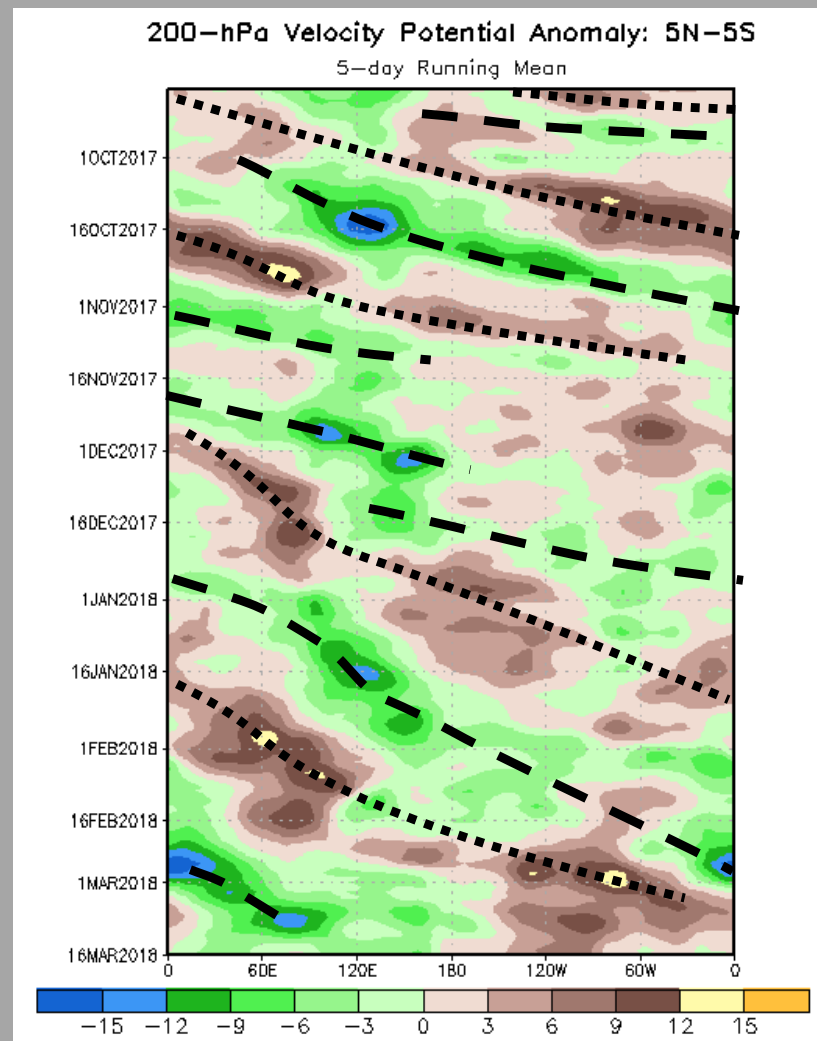 200-hPa Velocity Potential Anomaly: 5N-5S
5-day Running Mean
1OCT2017
16OCT2017
1NOV2017
16NOV2017
1DEC2017
16DEC2017
1JAN2018
16JAN2018
1FEB2018
16FEB2018
1MAR2018
16MAR2018
0 60E 120E 180 120W 60W 0
-15 -12 -9 -6 -3 0 3 6 9 12 15